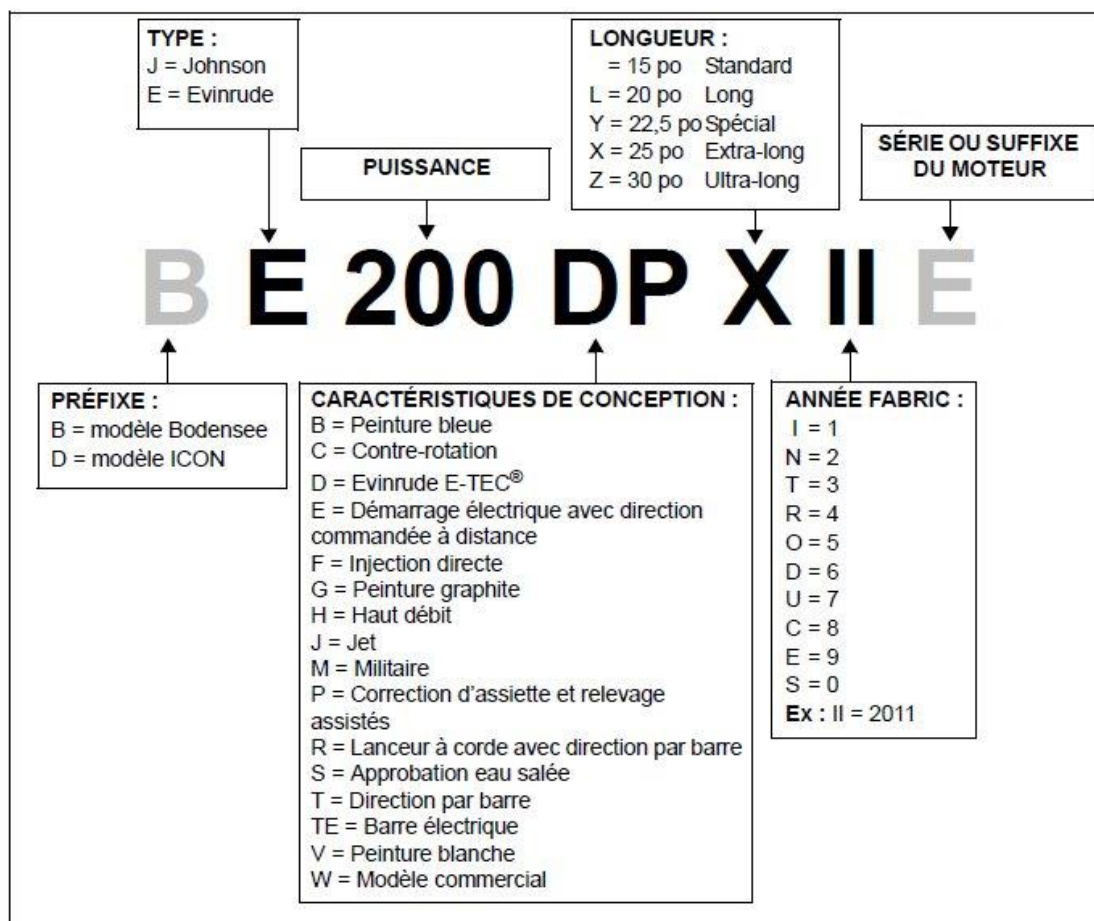 TYPE :
J = Johnson
E = Evinrude
LONGUEUR :
= 15 po Standard
L = 20 po Long
Y = 22,5 po Spécial
X = 25 po Extra-long
Z = 30 po Ultra-long
PUISSANCE
SÉRIE OU SUFFIXE
DU MOTEUR
B E 200 DP X II E
PRÉFIXE :
B = modèle Bodensee
D = modèle ICON
CARACTÉRISTIQUES DE CONCEPTION :
B = Peinture bleue
C = Contre-rotation
D = Evinrude E-TEC®
E = Démarrage électrique avec direction
commandée à distance
F = Injection directe
G = Peinture graphite
H = Haut débit
J = Jet
M = Militaire
P = Correction d'assiette et relevage
assistés
R = Lanceur à corde avec direction par barre
S = Approbation eau salée
T = Direction par barre
TE = Barre électrique
V = Peinture blanche
W = Modèle commercial
ANNÉE FABRIC :
I = 1
N = 2
T = 3
R = 4
O = 5
D = 6
U = 7
C = 8
E = 9
S = 0
Ex : II = 2011